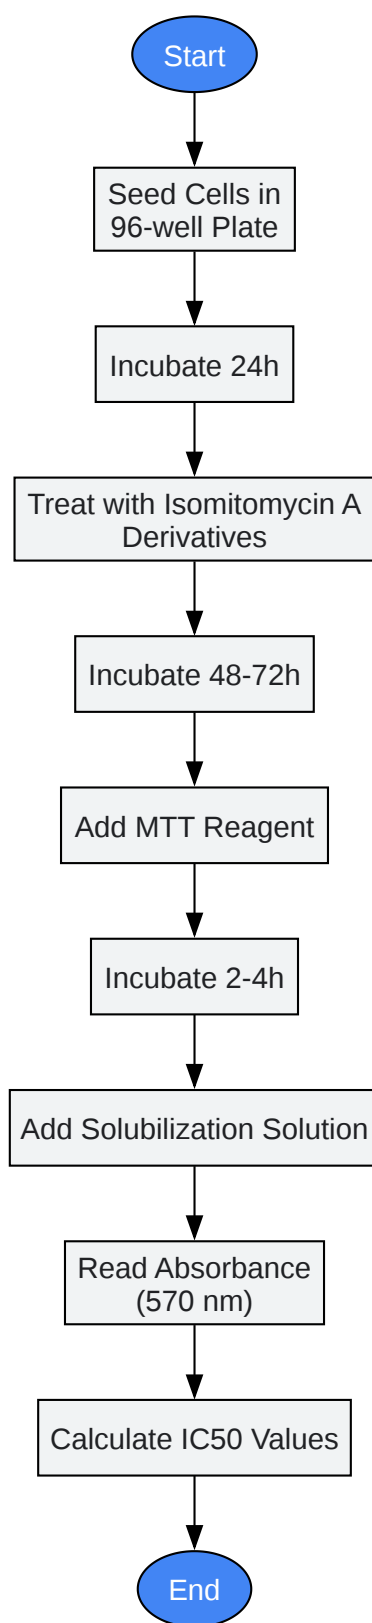 Start
Seed Cells in
96-well Plate
Incubate 24h
Treat with Isomitomycin A
Derivatives
Incubate 48-72h
Add MTT Reagent
Incubate 2-4h
Add Solubilization Solution
Read Absorbance
(570 nm)
Calculate IC50 Values
End